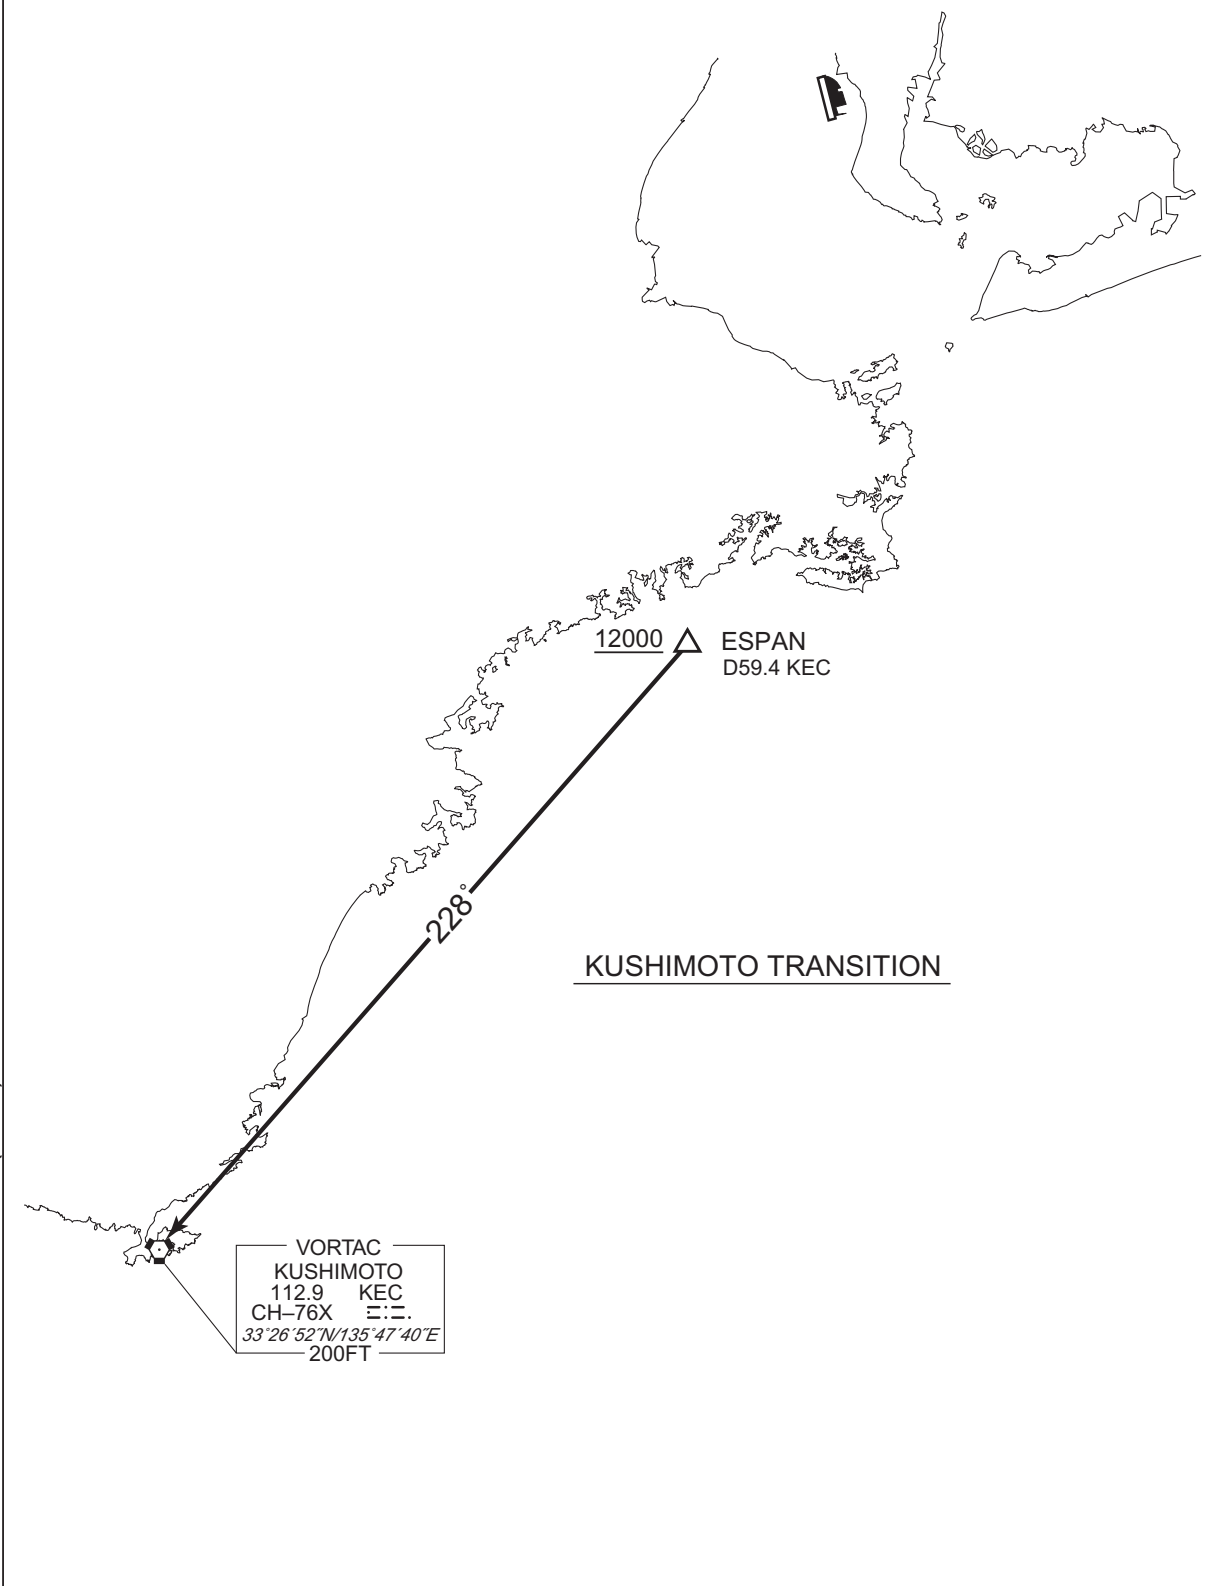 12000
ESPAN
D59.4 KEC
228°
KUSHIMOTO TRANSITION
VORTAC
KUSHIMOTO
112.9 KEC
CH–76X
33°26´52˝N/135°47´40˝E
200FT